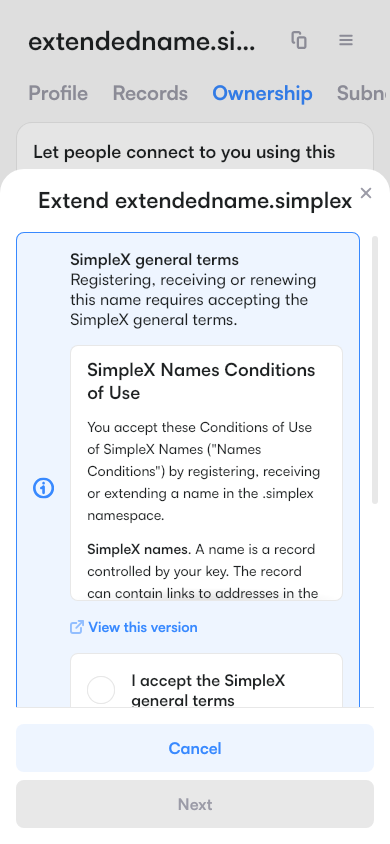 extendedname.si...
Profile Records Ownership Subn
Let people connect to you using this
Extend extendedname.simplex
SimpleX general terms
Registering, receiving or renewing
this name requires accepting the
SimpleX general terms.
SimpleX Names Conditions
of Use
You accept these Conditions of Use
of SimpleX Names ("Names
Conditions") by registering, receiving
or extending a name in the .simplex
namespace.
SimpleX names. A name is a record
controlled by your key. The record
can contain links to addresses in the
View this version
I accept the SimpleX
general terms
Cancel
Next